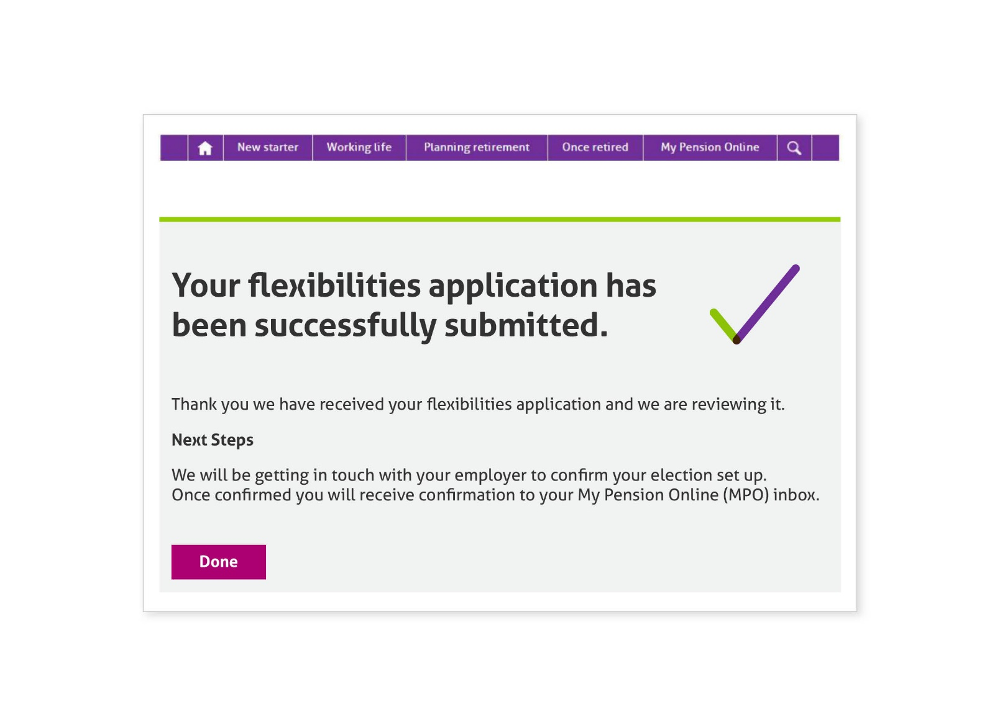 New starter
Working life
Planning retirement
Once retired
My Pension Online
Your flexibilities application has
been successfully submitted.
Thank you we have received your flexibilities application and we are reviewing it.
Next Steps
We will be getting in touch with your employer to confirm your election set up.
Once confirmed you will receive confirmation to your My Pension Online (MPO) inbox.
Done